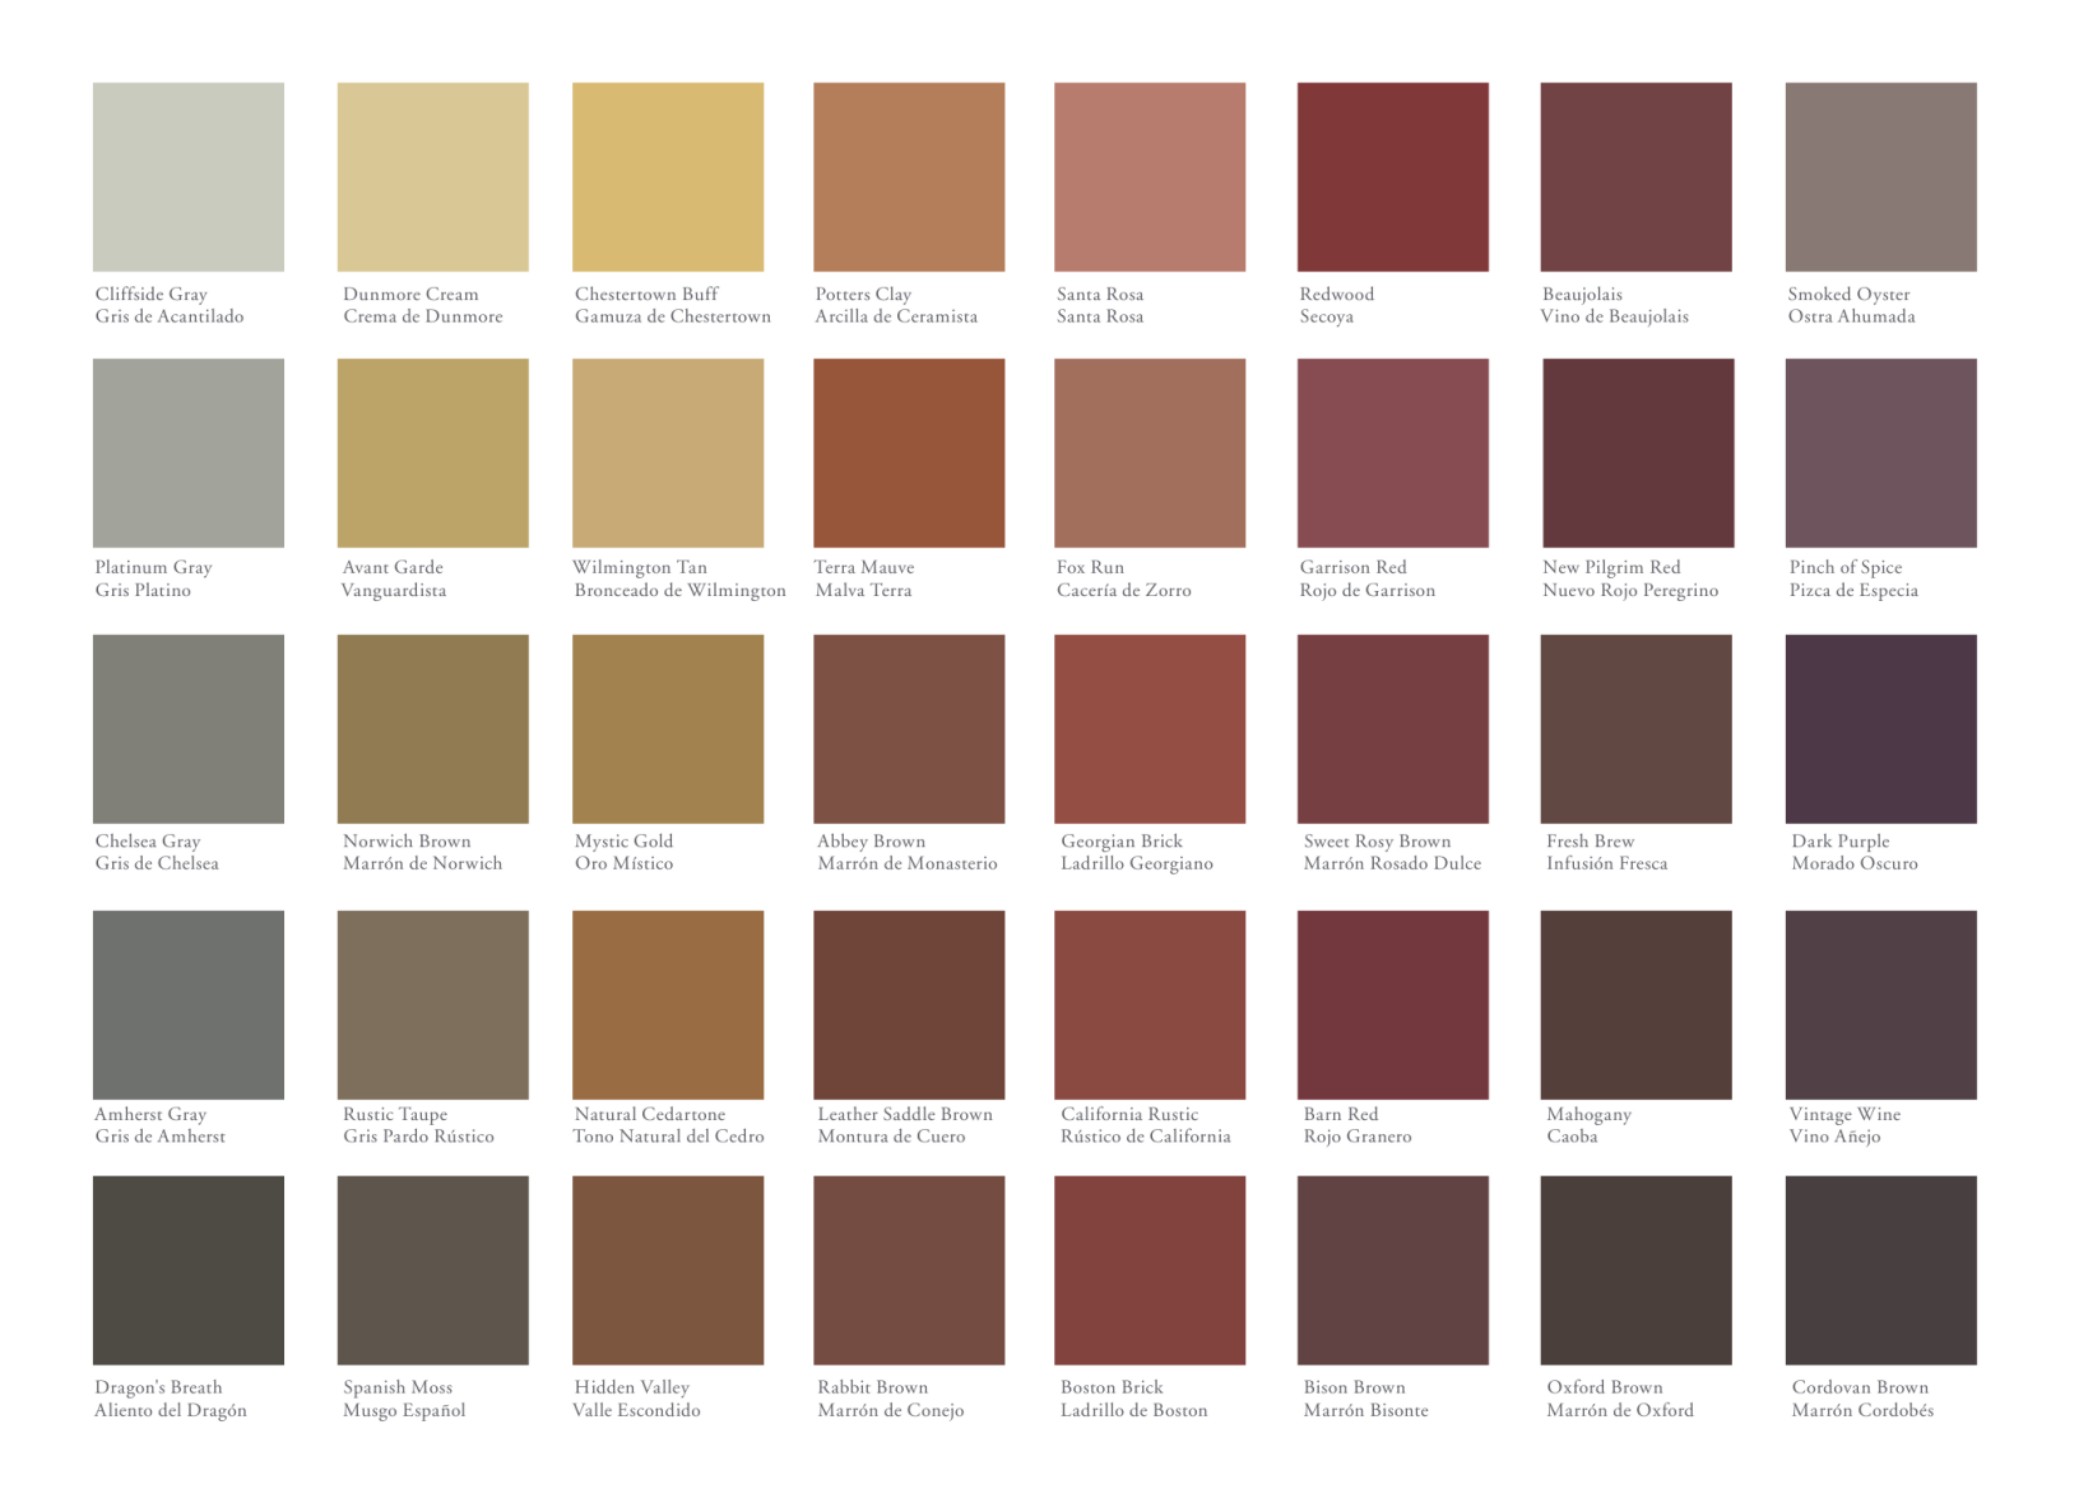 Cliffside Gray
Gris de Acantilado
Dunmore Cream
Crema de Dunmore
Chestertown Buff
Gamuza de Chestertown
Potters Clay
Arcilla de Ceramista
Santa Rosa
Santa Rosa
Redwood
Secoya
Beaujolais
Vino de Beaujolais
Smoked Oyster
Ostra Ahumada
Platinum Gray
Gris Platino
Avant Garde
Vanguardista
Wilmington Tan
Bronceado de Wilmington
Terra Mauve
Malva Terra
Fox Run
Cacería de Zorro
Garrison Red
Rojo de Garrison
New Pilgrim Red
Nuevo Rojo Peregrino
Pinch of Spice
Pizca de Especia
Chelsea Gray
Gris de Chelsea
Norwich Brown
Marrón de Norwich
Mystic Gold
Oro Místico
Abbey Brown
Marrón de Monasterio
Georgian Brick
Ladrillo Georgiano
Sweet Rosy Brown
Marrón Rosado Dulce
Fresh Brew
Infusión Fresca
Dark Purple
Morado Oscuro
Amherst Gray
Gris de Amherst
Rustic Taupe
Gris Pardo Rústico
Natural Cedartone
Tono Natural del Cedro
Leather Saddle Brown
Montura de Cuero
California Rustic
Rústico de California
Barn Red
Rojo Granero
Mahogany
Caoba
Vintage Wine
Vino Añejo
Dragon's Breath
Aliento del Dragón
Spanish Moss
Musgo Español
Hidden Valley
Valle Escondido
Rabbit Brown
Marrón de Conejo
Boston Brick
Ladrillo de Boston
Bison Brown
Marrón Bisonte
Oxford Brown
Marrón de Oxford
Cordovan Brown
Marrón Cordobés